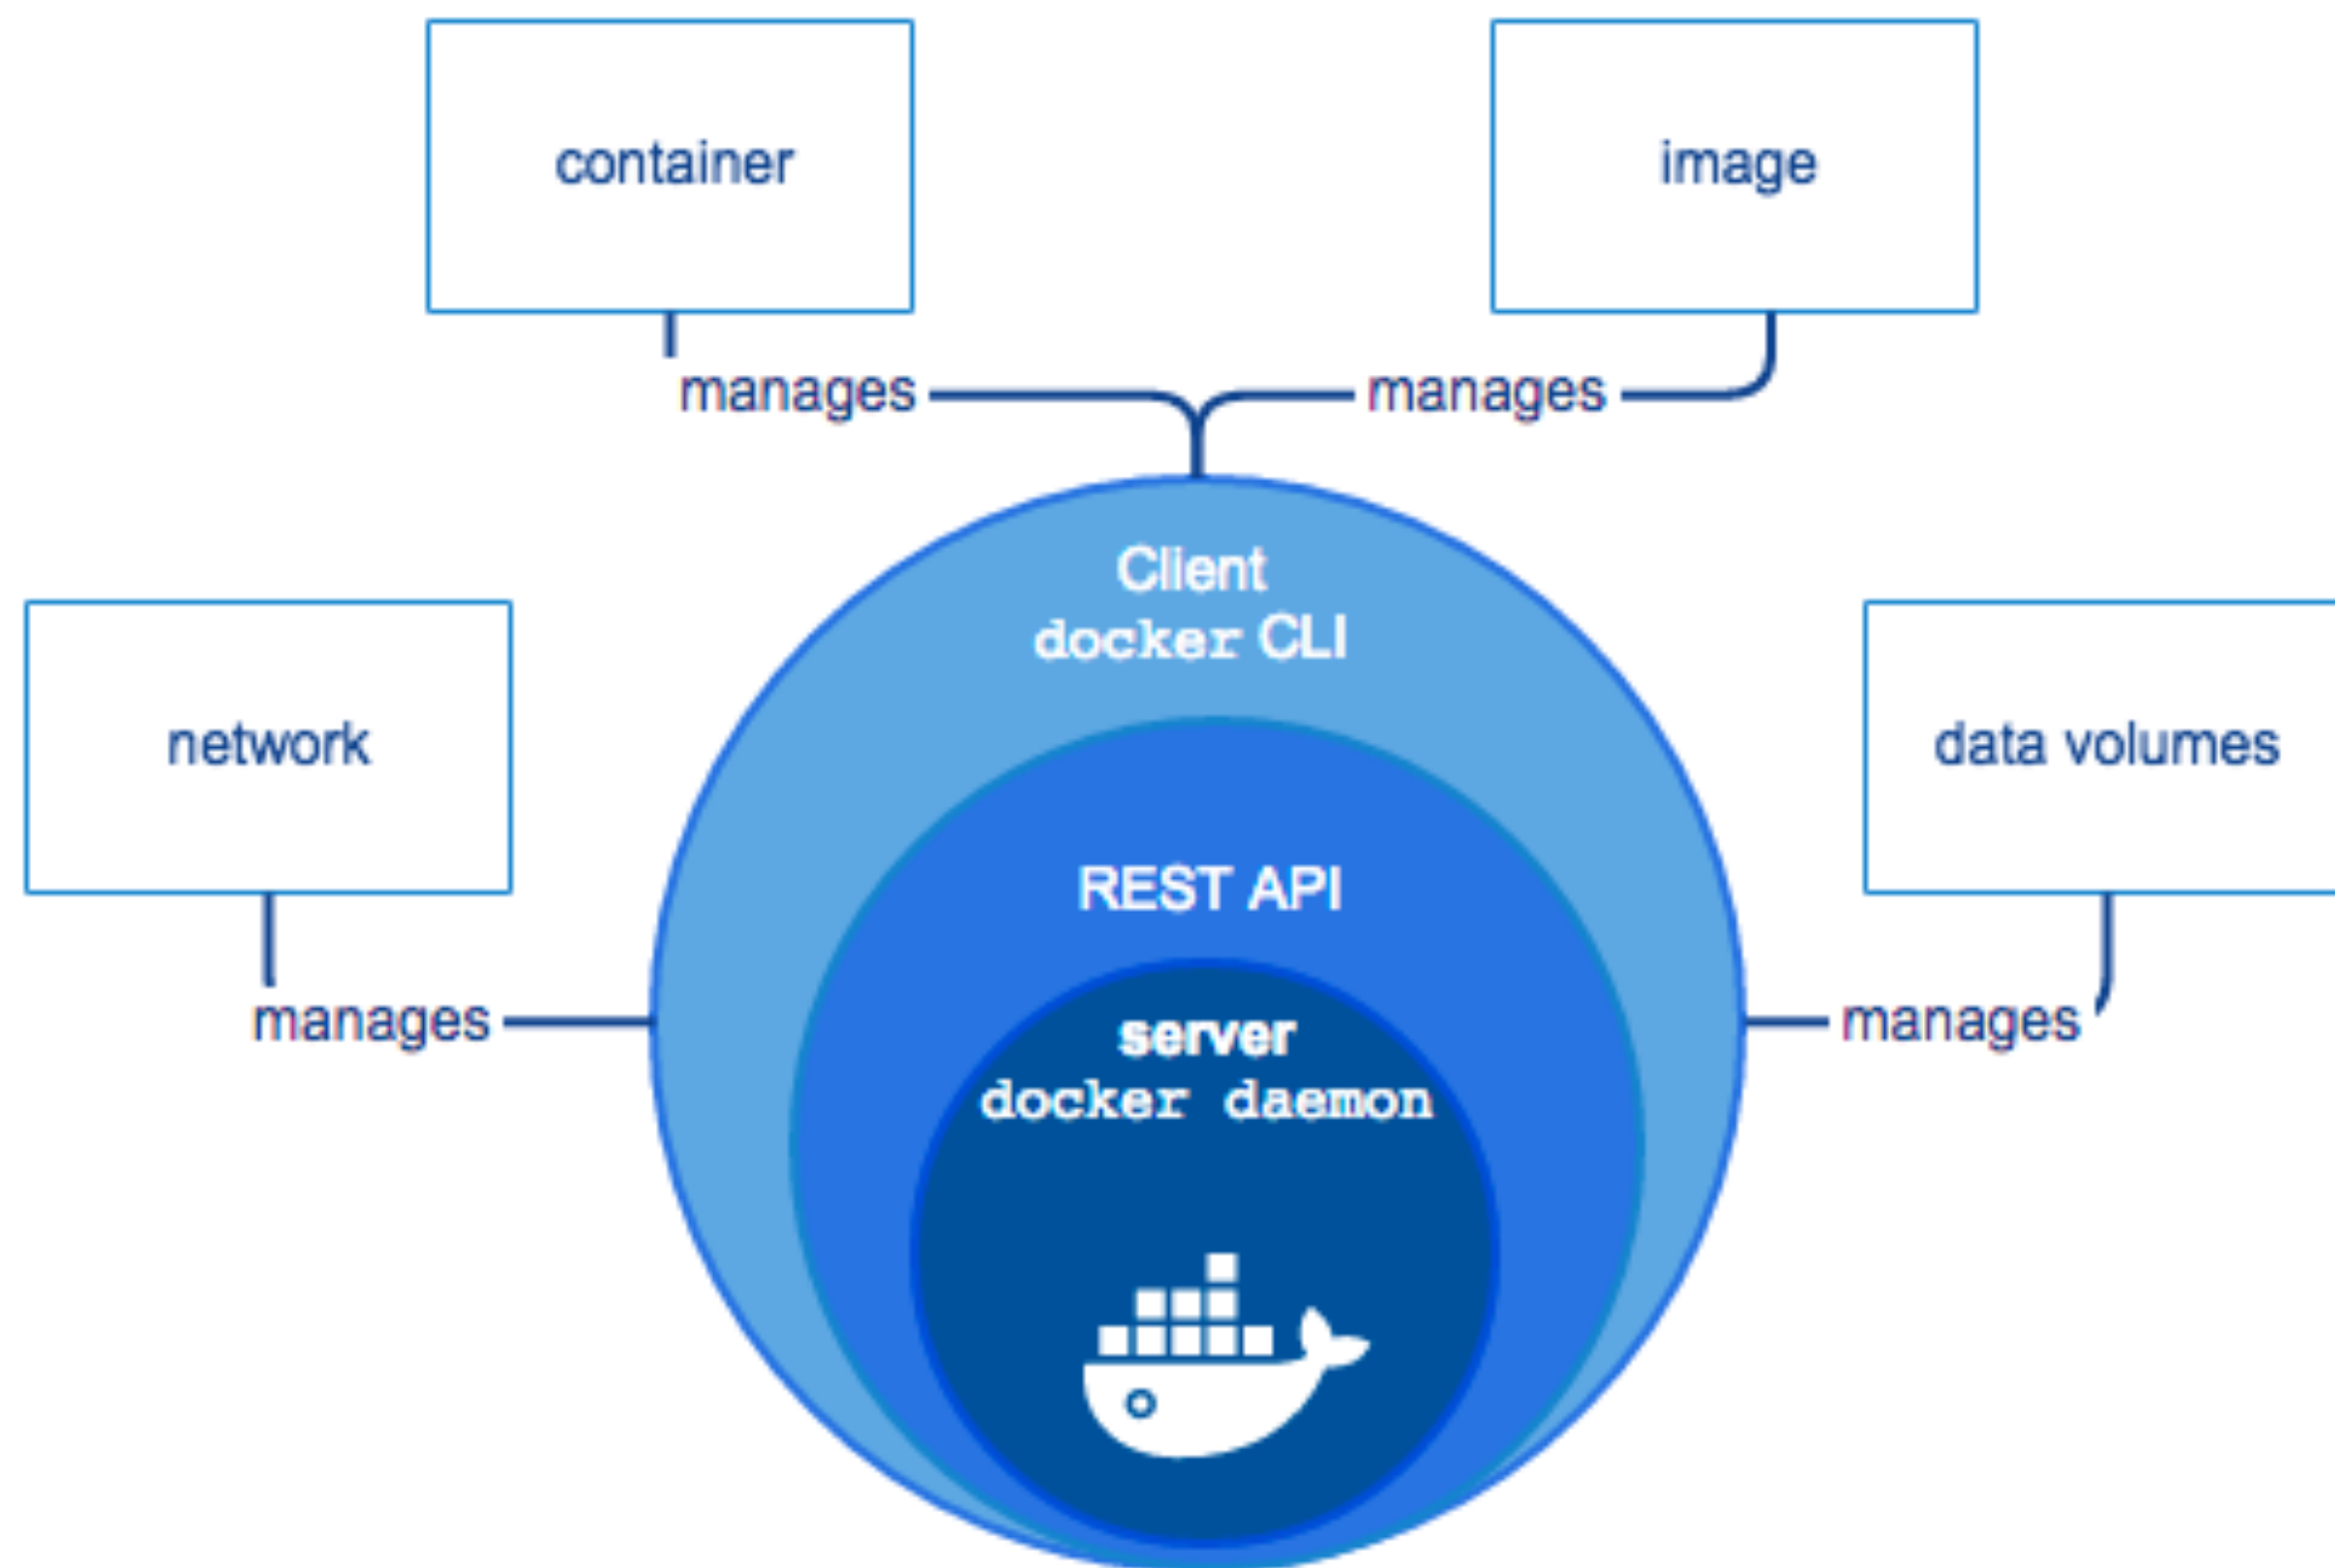 container
image
manages
manages
Client
docker CLI
network
data volumes
REST API
manages
manages
server
docker daemon